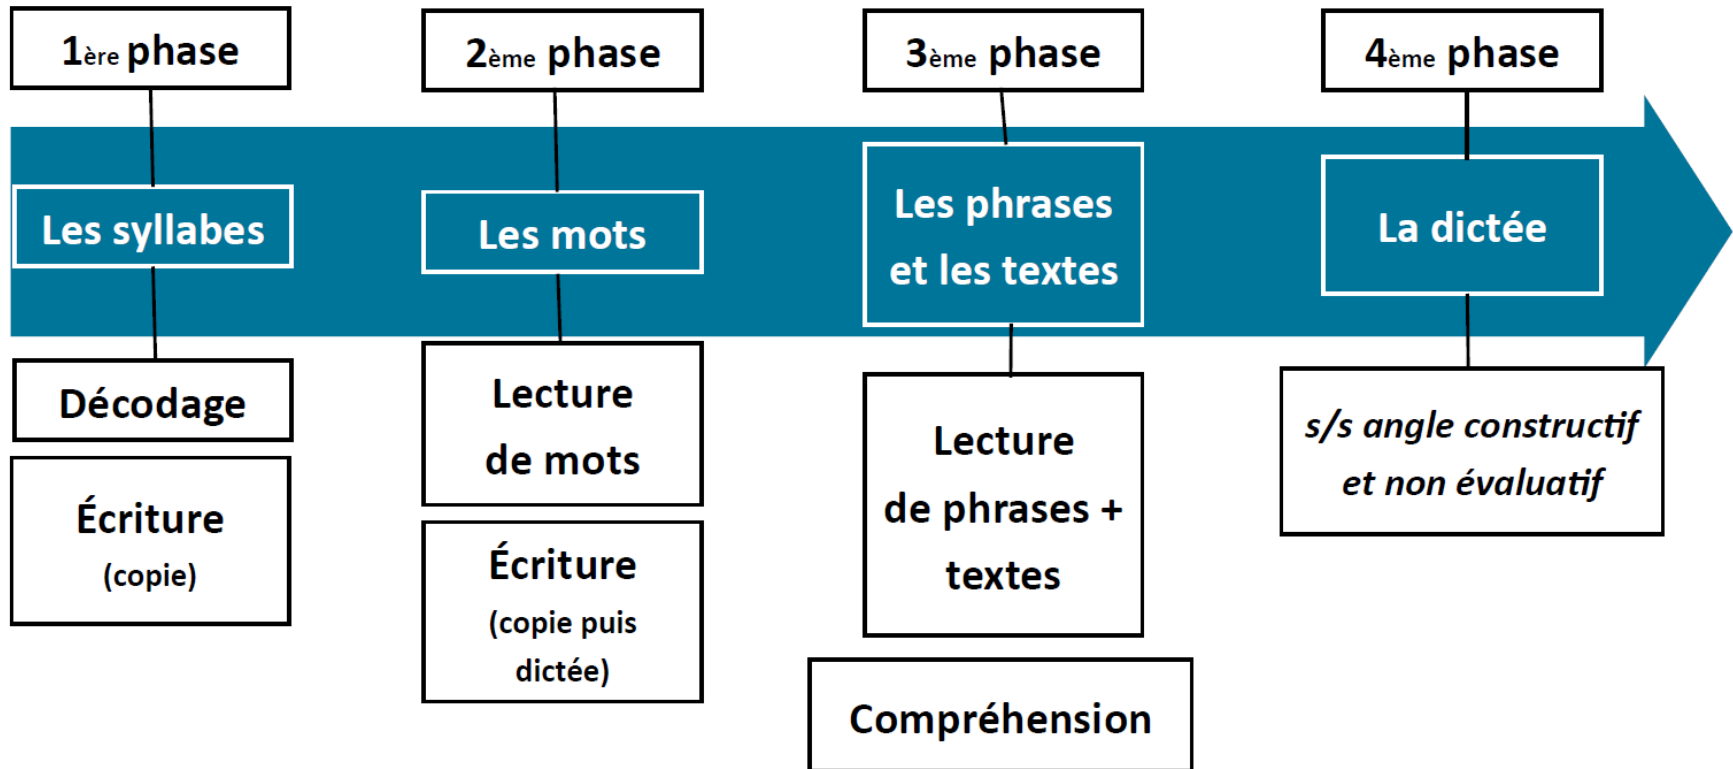 1ère phase
Les syllabes
Décodage
Écriture
(copie)
2ème phase
Les mots
Lecture
de mots
Écriture
(copie puis
dictée)
3ème phase
Les phrases
et les textes
Lecture
de phrases +
textes
Compréhension
4ème phase
La dictée
s/s angle constructif
et non évaluatif